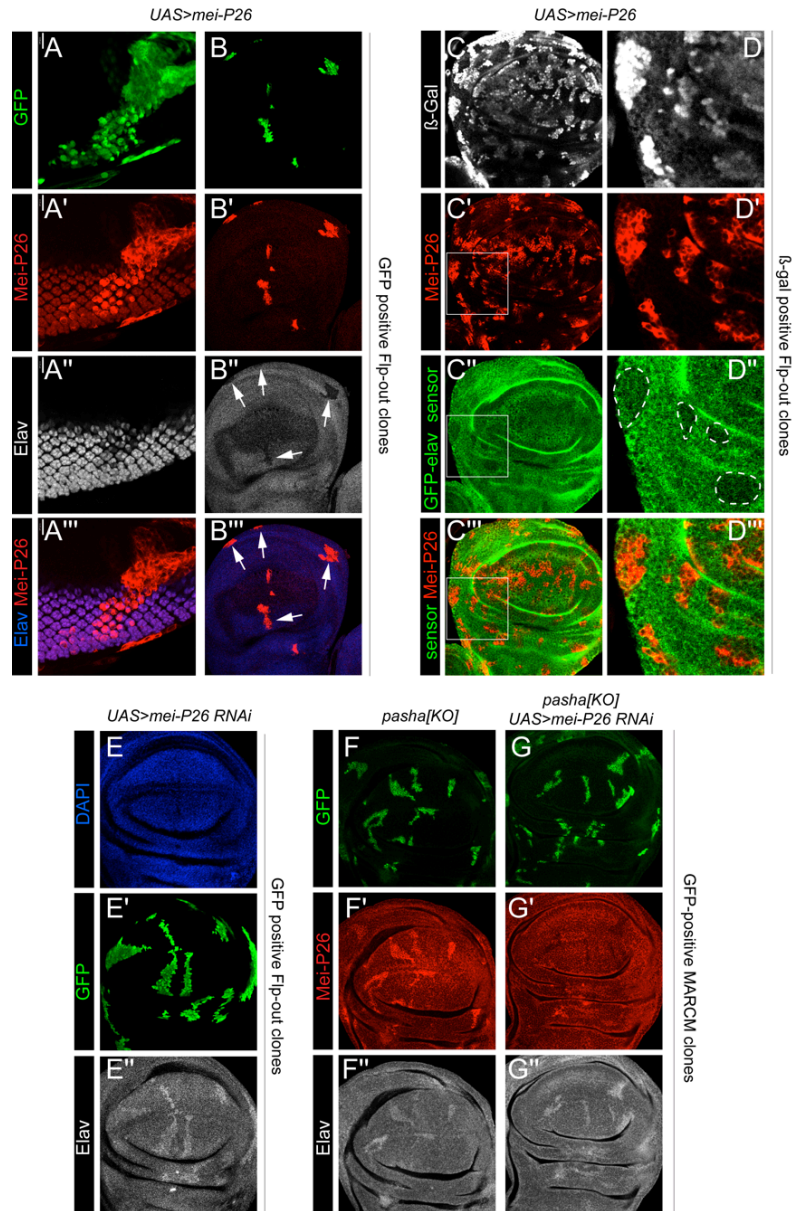 UAS>mei-P26
UAS>mei-P26
GFP
A
B
ß-Gal
C
D
Mei-P26
A'
B'
Mei-P26
C'
D'
Elav
A''
B''
GFP-elav sensor
C''
D''
Elav Mei-P26
A'''
B'''
sensor Mei-P26
C'''
D'''
GFP positive Flp-out clones
ß-gal positive Flp-out clones
UAS>mei-P26 RNAi
pasha[KO]
pasha[KO]
UAS>mei-P26 RNAi
DAPI
E
GFP
F
G
GFP
E'
Mei-P26
F'
G'
Elav
E''
Elav
F''
G''
GFP positive Flp-out clones
GFP-positive MARCM clones